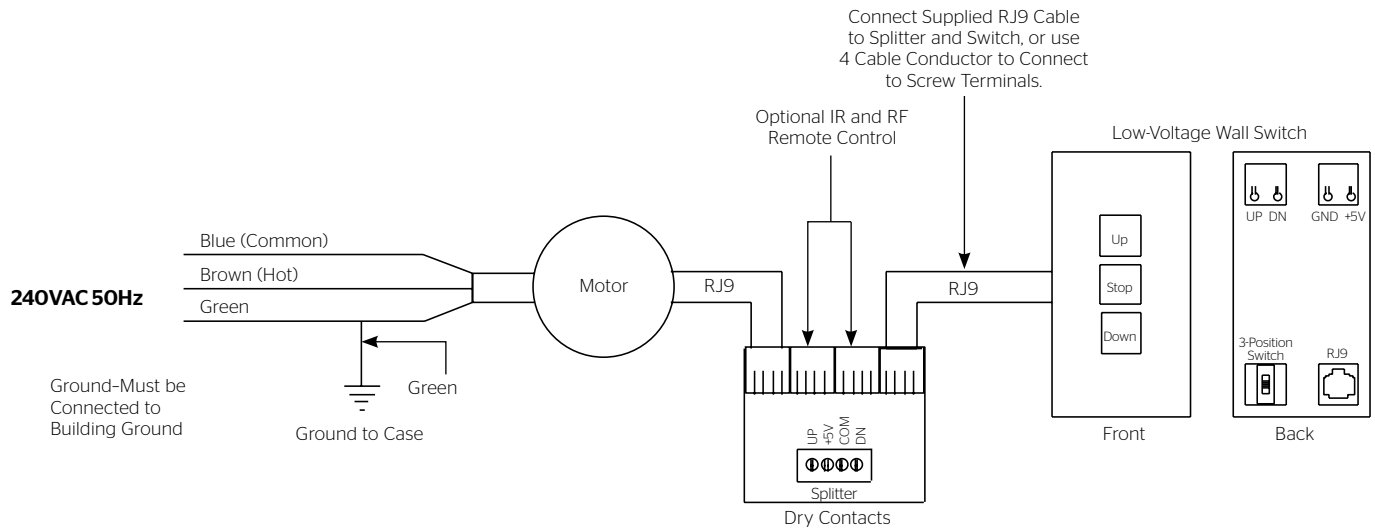 Connect Supplied RJ9 Cable
to Splitter and Switch, or use
4 Cable Conductor to Connect
to Screw Terminals.
Optional IR and RF
Remote Control
Low-Voltage Wall Switch
240VAC 50Hz
Blue (Common)
Brown (Hot)
Green
Motor
RJ9
RJ9
Up
Stop
Down
UP DN
GND +5V
3-Position
Switch
RJ9
Ground-Must be
Connected to
Building Ground
Green
Ground to Case
UP
+5V
COM
DN
Splitter
Dry Contacts
Front
Back